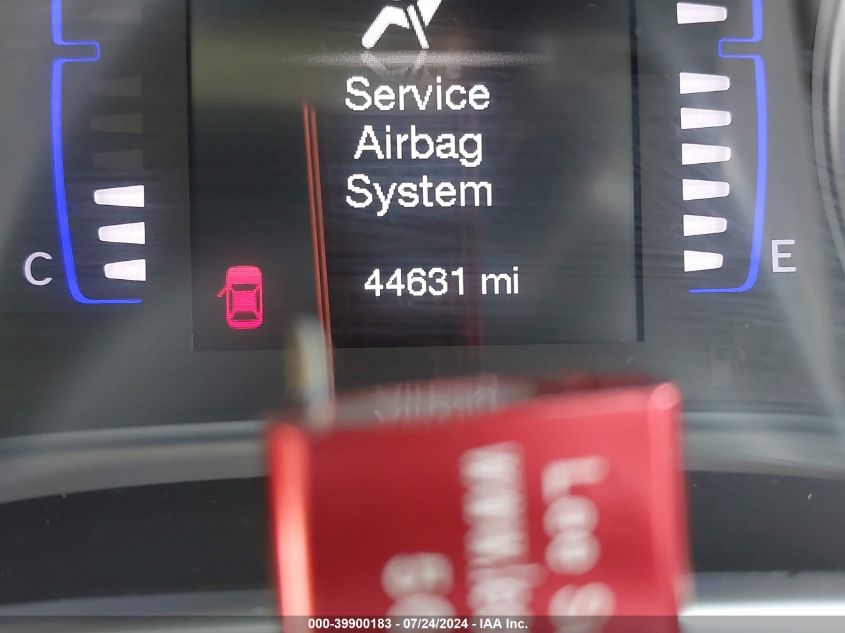 Service
Airbag
System
C
E
44631 mi
000-39900183 - 07/24/2024 - IAA Inc.